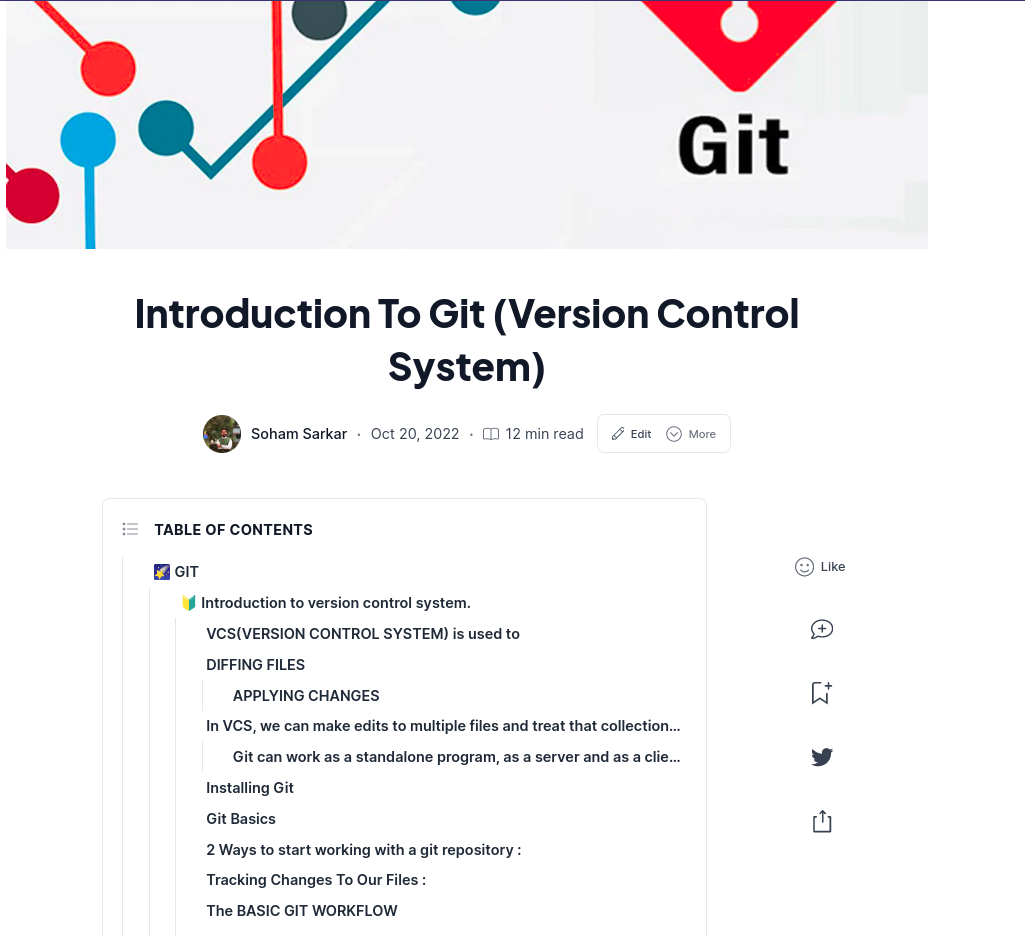 Git
Introduction To Git (Version Control
System)
Soham Sarkar · Oct 20, 2022 · 12 min read Edit More
TABLE OF CONTENTS
GIT
Introduction to version control system.
Like
VCS(VERSION CONTROL SYSTEM) is used to
DIFFING FILES
APPLYING CHANGES
In VCS, we can make edits to multiple files and treat that collection...
Git can work as a standalone program, as a server and as a clie...
Installing Git
Git Basics
2 Ways to start working with a git repository :
Tracking Changes To Our Files :
The BASIC GIT WORKFLOW